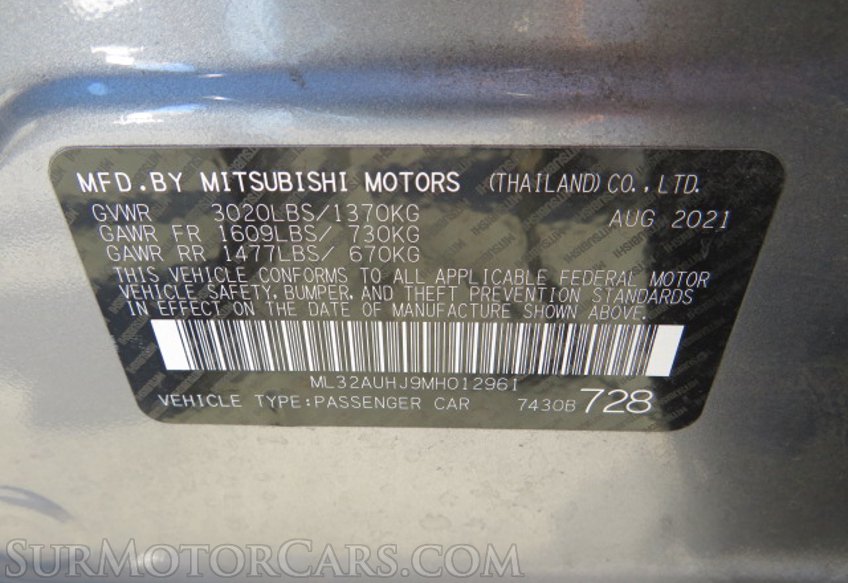 MFD.BY MITSUBISHI MOTORS (THAILAND)CO.,LTD.
GVWR 3020LBS/1370KG AUG 2021
GAWR FR 1609LBS/ 730KG
GAWR RR 1477LBS/ 670KG
THIS VEHICLE CONFORMS TO ALL APPLICABLE FEDERAL MOTOR
VEHICLE SAFETY, BUMPER, AND THEFT PREVENTION STANDARDS
IN EFFECT ON THE DATE OF MANUFACTURE SHOWN ABOVE.
ML32AUHJ9MH012961
VEHICLE TYPE:PASSENGER CAR 7430B 728
SURMOTORCARS.COM